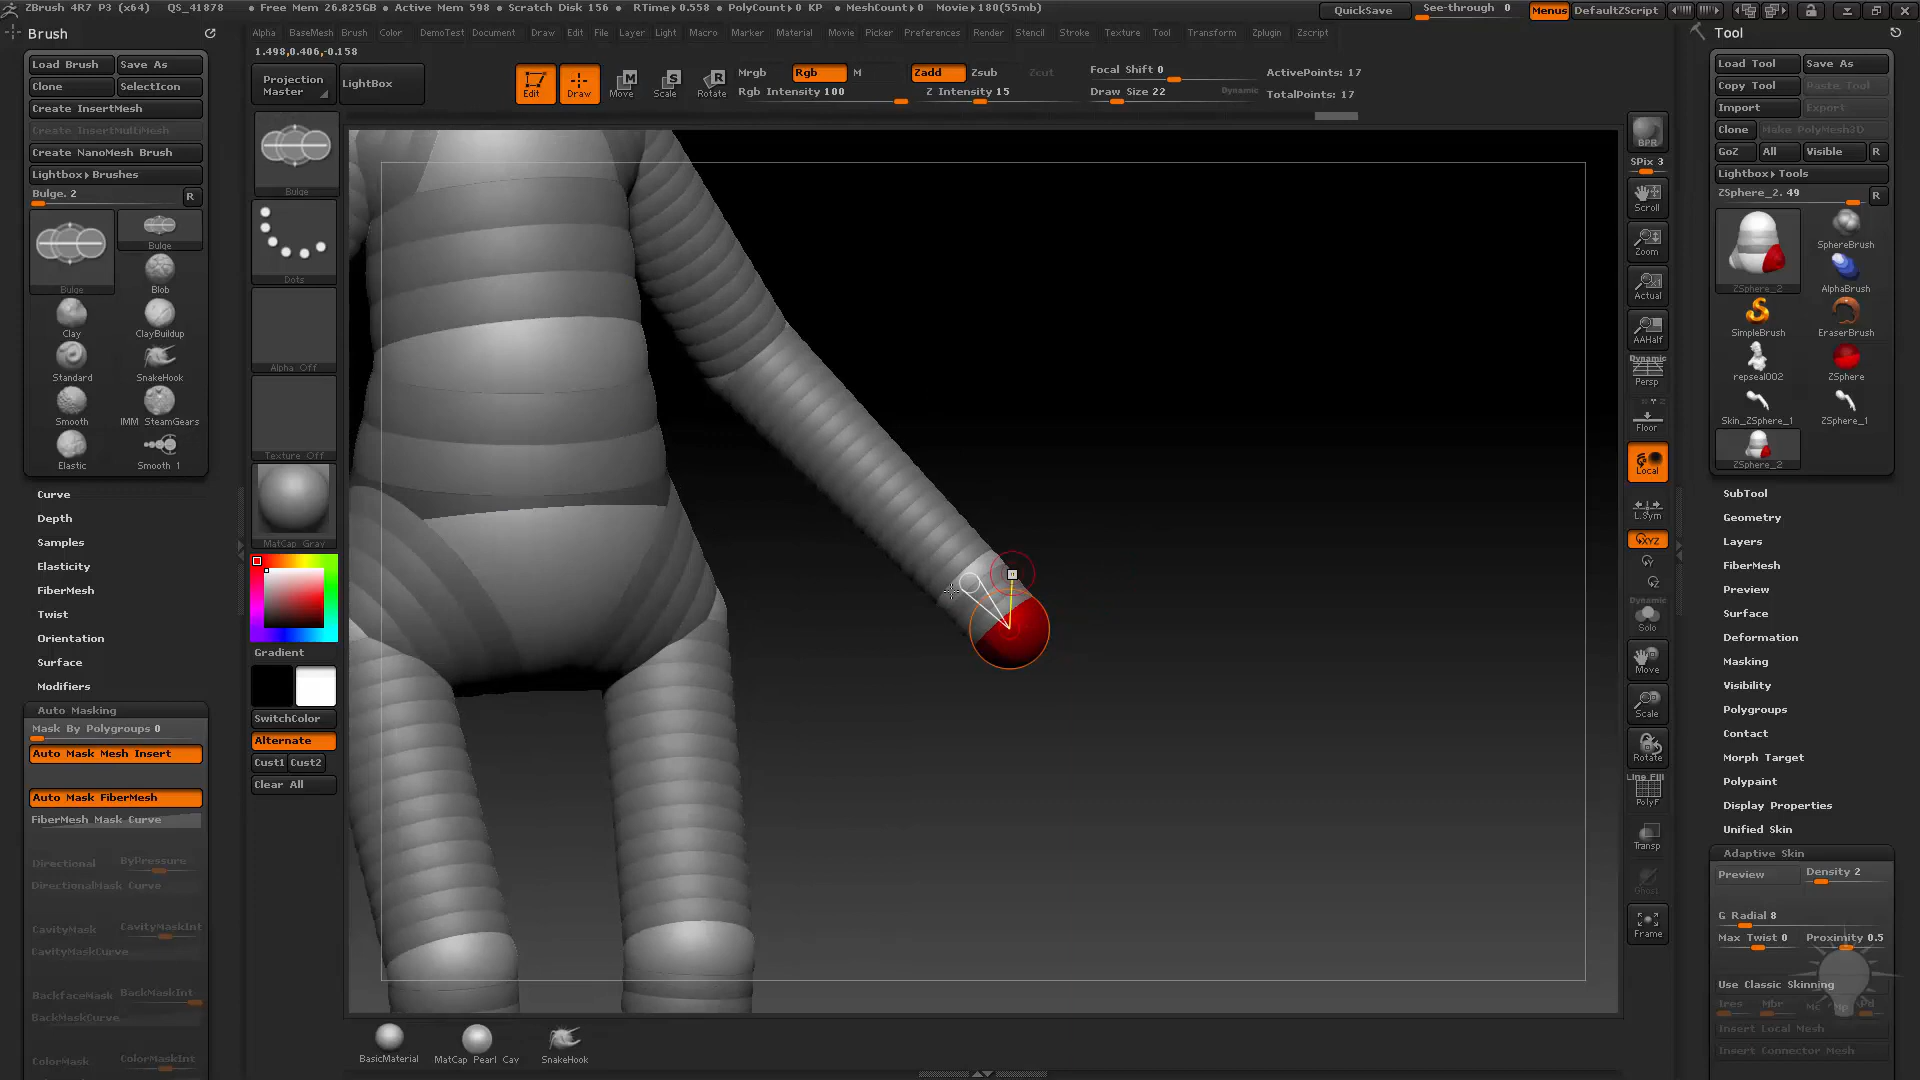 ZBrush 4R7 P3 (x64) QS_41878 • Free Mem 26.825GB • Active Mem 598 • Scratch Disk 156 • RTime▸0.558 • PolyCount▸0 KP • MeshCount▸0 Movie▸180(55mb) QuickSave See-through 0 Menus DefaultZScript
Brush
Alpha BaseMesh Brush Color DemoTest Document Draw Edit File Layer Light Macro Marker Material Movie Picker Preferences Render Stencil Stroke Texture Tool Transform Zplugin Zscript
Tool
1.498,0.406,-0.158
Load Brush Save As
Clone SelectIcon
Create InsertMesh
Create InsertMultiMesh
Create NanoMesh Brush
Lightbox▸Brushes
Bulge. 2 R
Bulge
Bulge
Blob
Clay
ClayBuildup
Standard
SnakeHook
Smooth
IMM SteamGears
Elastic
Smooth 1
Curve
Depth
Samples
Elasticity
FiberMesh
Twist
Orientation
Surface
Modifiers
Auto Masking
Mask By Polygroups 0
Auto Mask Mesh Insert
Auto Mask FiberMesh
FiberMesh Mask Curve
Directional ByPressure
DirectionalMask Curve
CavityMask CavityMaskInt
CavityMaskCurve
BackfaceMask BackMaskInt
BackMaskCurve
ColorMask ColorMaskInt
Projection Master
LightBox
Edit Draw Move Scale Rotate
Mrgb Rgb M
Rgb Intensity 100
Zadd Zsub Zcut
Z Intensity 15
Focal Shift 0
Draw Size 22 Dynamic
ActivePoints: 17
TotalPoints: 17
Bulge
Dots
Alpha Off
Texture Off
MatCap Gray
Gradient
SwitchColor
Alternate
Cust1 Cust2
Clear All
BasicMaterial
MatCap Pearl Cav
SnakeHook
BPR
SPix 3
Scroll
Zoom
Actual
AAHalf
Dynamic
Persp
Floor
Local
L.Sym
XYZ
Y
Z
Dynamic
Solo
Move
Scale
Rotate
Line Fill
PolyF
Transp
Ghost
Frame
Load Tool Save As
Copy Tool Paste Tool
Import Export
Clone Make PolyMesh3D
GoZ All Visible R
Lightbox▸Tools
ZSphere_2. 49 R
ZSphere_2
SphereBrush
AlphaBrush
SimpleBrush
EraserBrush
repseal002
ZSphere
Skin_ZSphere_1
ZSphere_1
ZSphere_2
SubTool
Geometry
Layers
FiberMesh
Preview
Surface
Deformation
Masking
Visibility
Polygroups
Contact
Morph Target
Polypaint
Display Properties
Unified Skin
Adaptive Skin
Preview Density 2
G Radial 8
Max Twist 0 Proximity 0.5
Use Classic Skinning
Ires Mbr Mc Mp Pd
Insert Local Mesh
Insert Connector Mesh